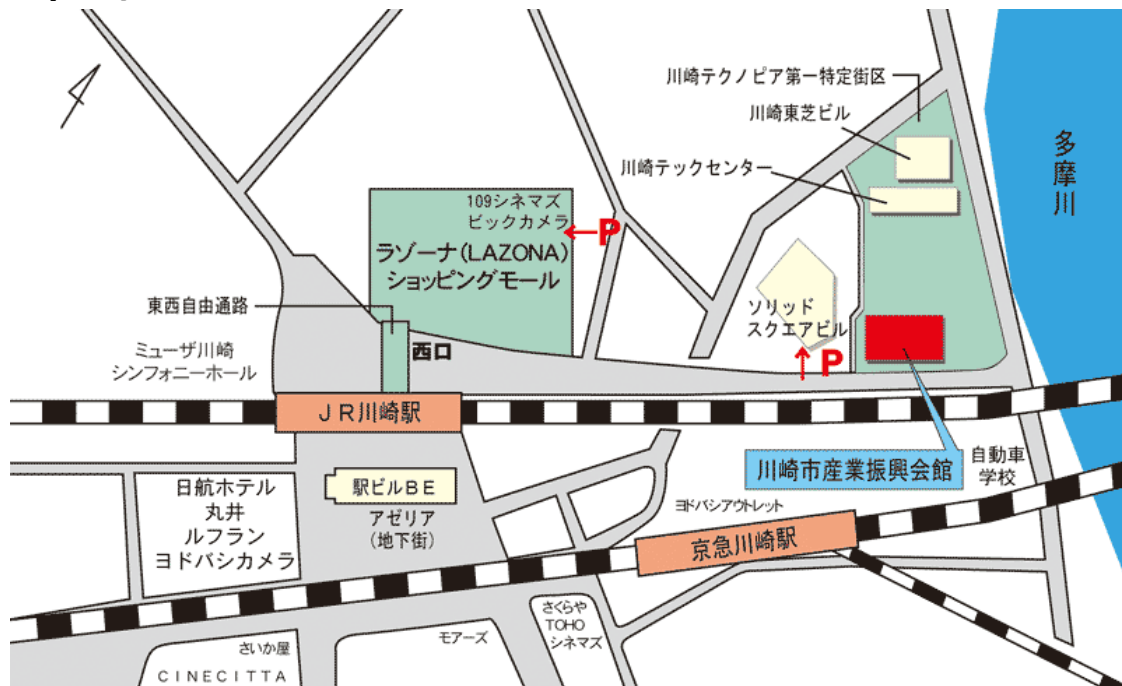 川崎テクノピア第一特定街区
川崎東芝ビル
川崎テックセンター
多摩川
109シネマズ
ビックカメラ
P
ラゾーナ(LAZONA)
ショッピングモール
東西自由通路
ソリッド
スクエアビル
西口
ミューザ川崎
シンフォニーホール
P
JR川崎駅
川崎市産業振興会館
自動車
学校
駅ビルBE
日航ホテル
丸井
ルフラン
ヨドバシカメラ
アゼリア
(地下街)
ヨドバシアウトレット
京急川崎駅
さくらや
TOHO
シネマズ
モアーズ
さいか屋
CINECITTA